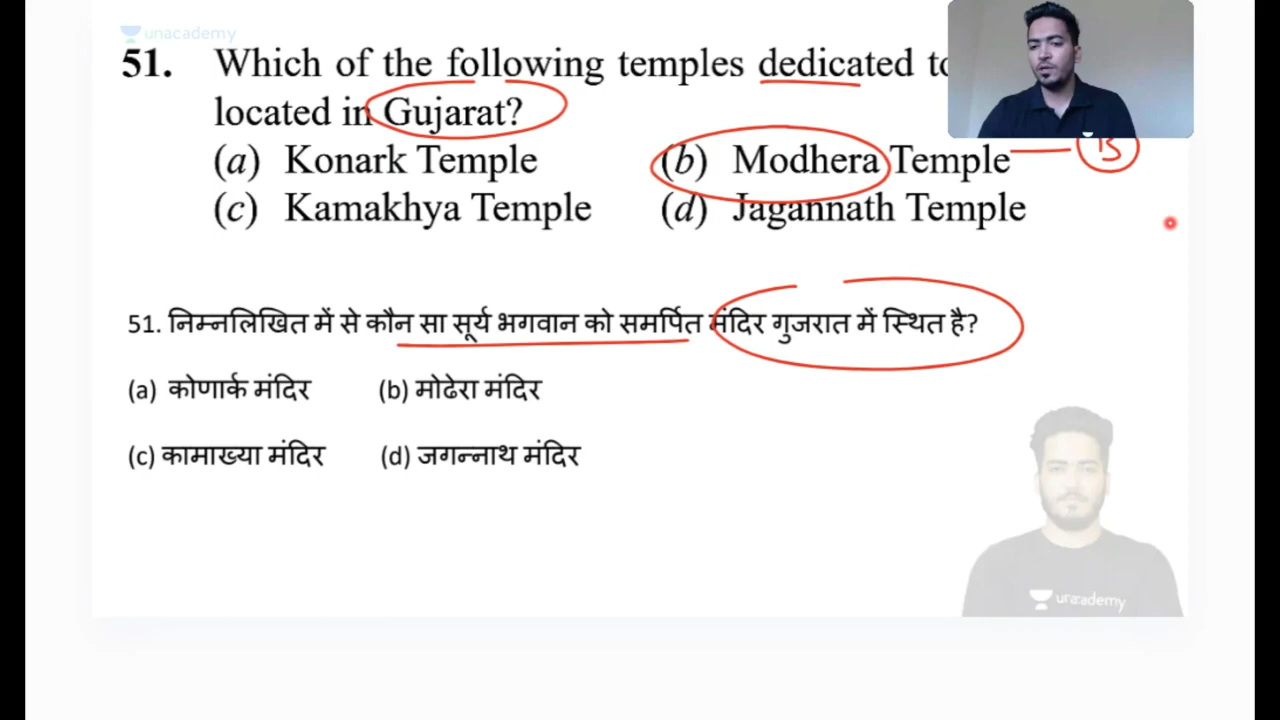 unacademy
51. Which of the following temples dedicated to
located in Gujarat?
(a) Konark Temple (b) Modhera Temple
(c) Kamakhya Temple (d) Jagannath Temple
51. निम्नलिखित में से कौन सा सूर्य भगवान को समर्पित मंदिर गुजरात में स्थित है?
(a) कोणार्क मंदिर (b) मोढेरा मंदिर
(c) कामाख्या मंदिर (d) जगन्नाथ मंदिर
unacademy